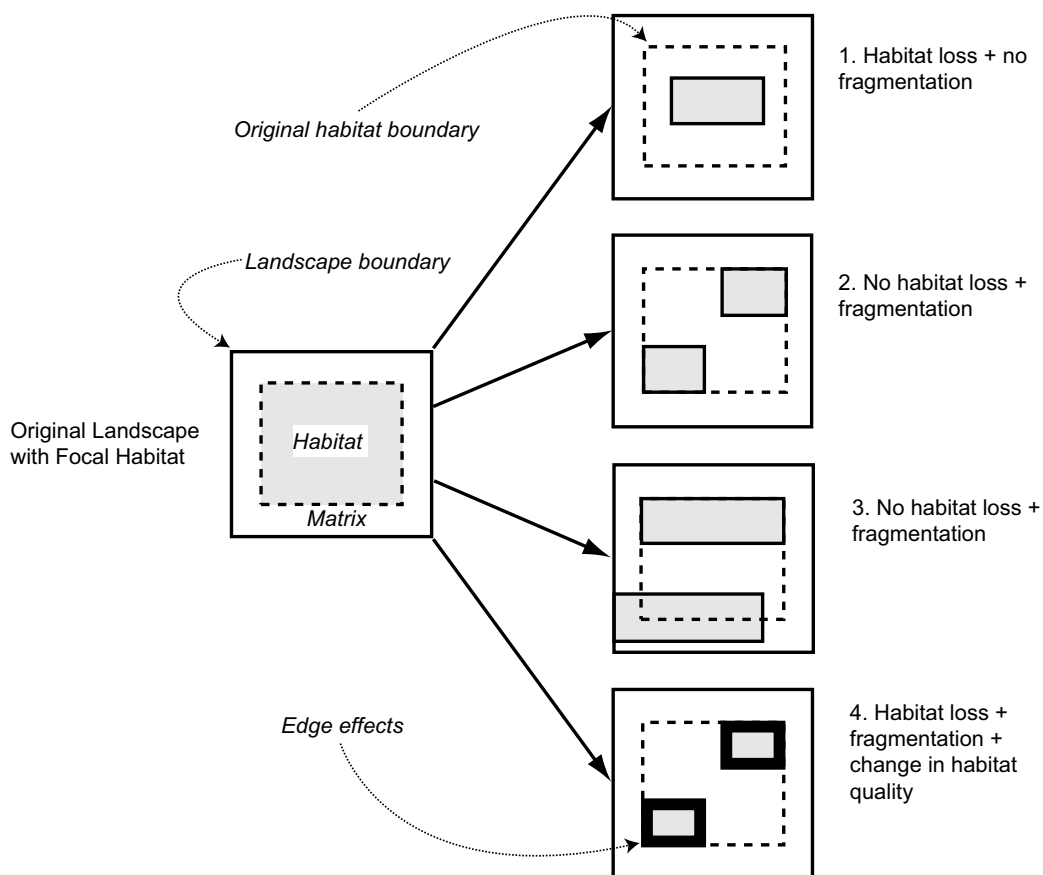 1. Habitat loss + no
fragmentation
Original habitat boundary
2. No habitat loss +
fragmentation
Landscape boundary
Original Landscape
with Focal Habitat
Habitat
Matrix
3. No habitat loss +
fragmentation
4. Habitat loss +
fragmentation +
change in habitat
quality
Edge effects